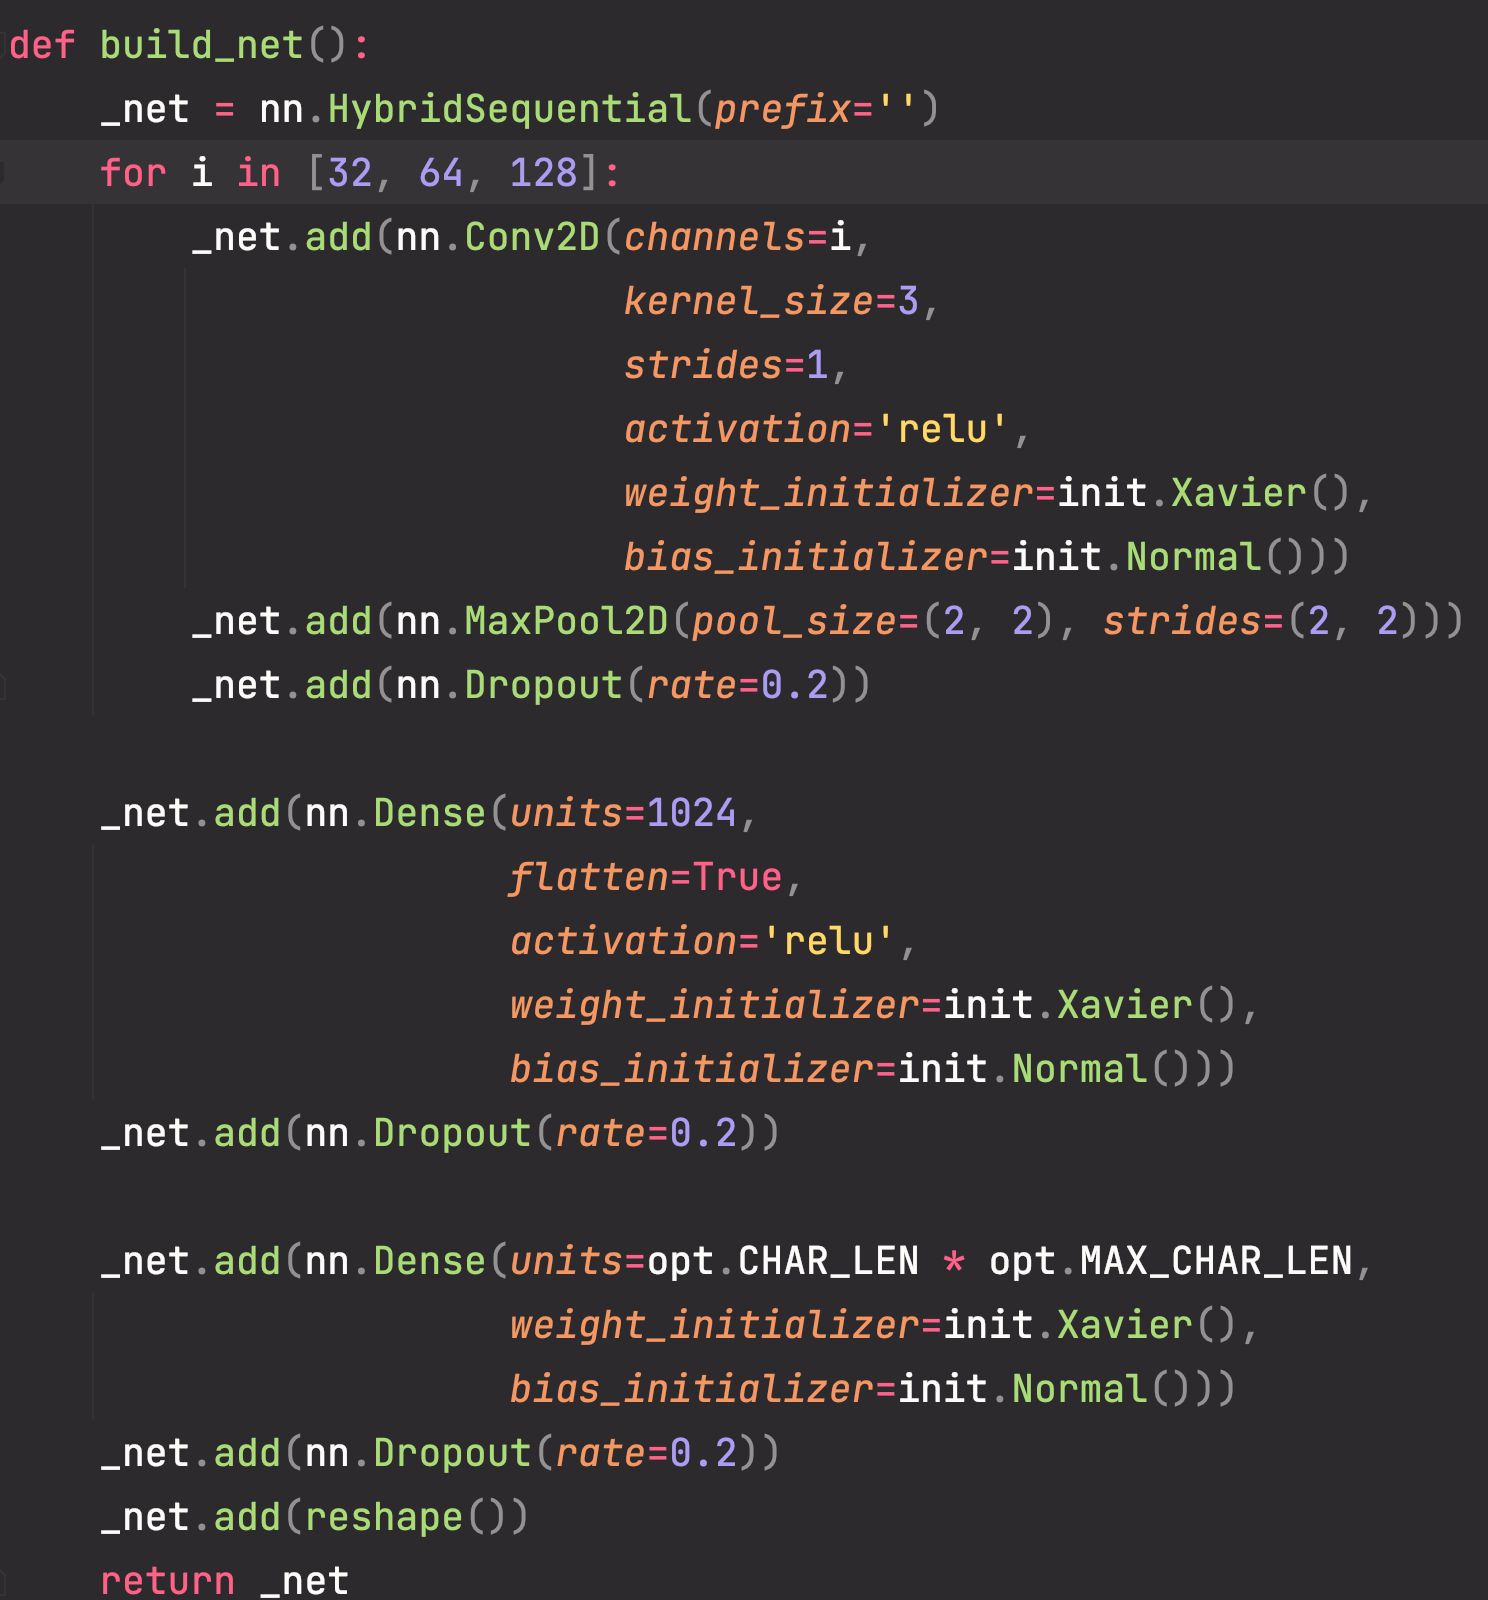 def build_net():
    _net = nn.HybridSequential(prefix='')
    for i in [32, 64, 128]:
        _net.add(nn.Conv2D(channels=i,
                           kernel_size=3,
                           strides=1,
                           activation='relu',
                           weight_initializer=init.Xavier(),
                           bias_initializer=init.Normal()))
        _net.add(nn.MaxPool2D(pool_size=(2, 2), strides=(2, 2)))
        _net.add(nn.Dropout(rate=0.2))

    _net.add(nn.Dense(units=1024,
                      flatten=True,
                      activation='relu',
                      weight_initializer=init.Xavier(),
                      bias_initializer=init.Normal()))
    _net.add(nn.Dropout(rate=0.2))

    _net.add(nn.Dense(units=opt.CHAR_LEN * opt.MAX_CHAR_LEN,
                      weight_initializer=init.Xavier(),
                      bias_initializer=init.Normal()))
    _net.add(nn.Dropout(rate=0.2))
    _net.add(reshape())
    return _net